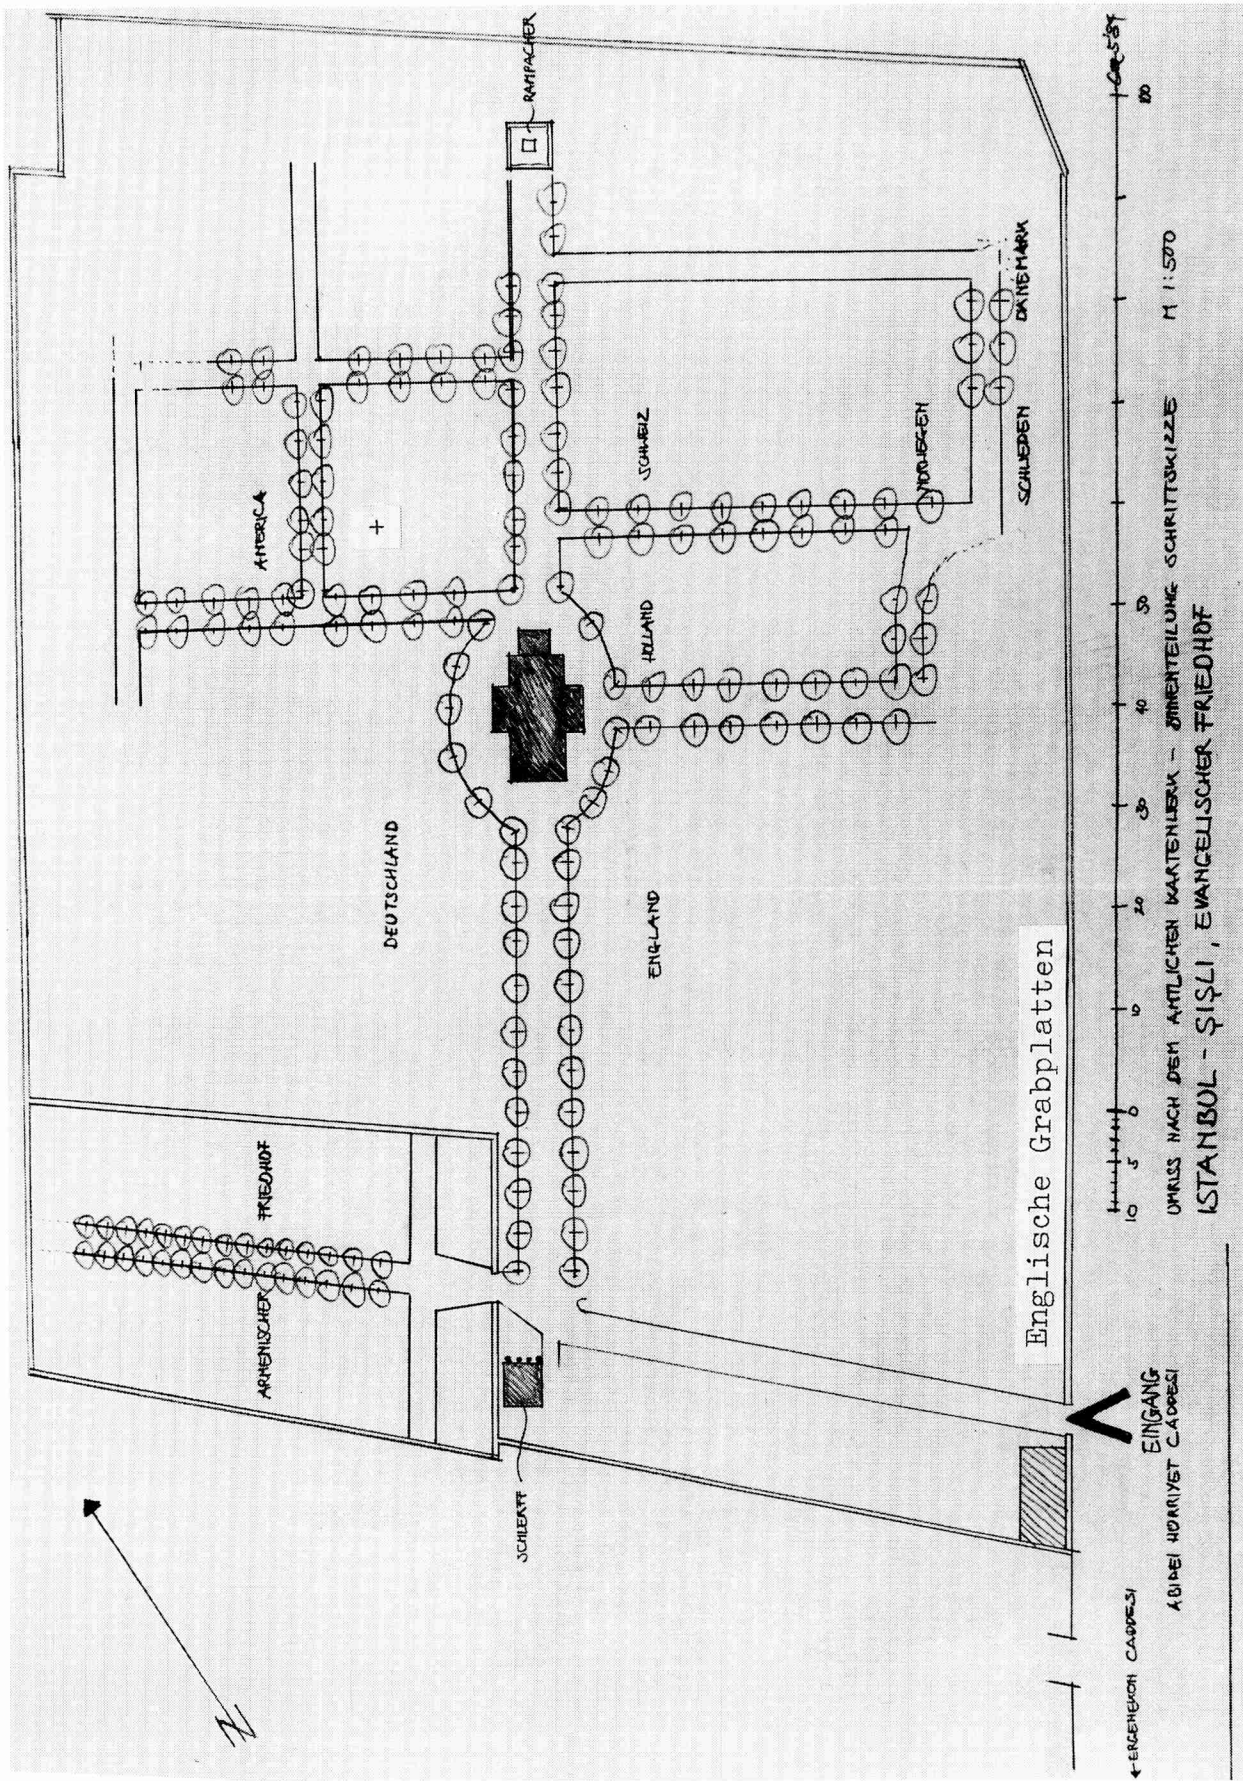 RAMPACHER
AMERICA
SCHWEIZ
NORWEGEN
DÄNEMARK
SCHWEDEN
HOLLAND
DEUTSCHLAND
ENGLAND
ARMENISCHER FRIEDHOF
SCHLERFF
Englische Grabplatten
EINGANG
ABIDEI HÜRRIYET CADDESI
←ERGENEKON CADDESI
10 5 0 10 20 30 40 50 100
UMRISS NACH DEM AMTLICHEN KARTENWERK - INNENTEILUNG SCHRITTSKIZZE M 1:500
ISTANBUL - ŞIŞLI, EVANGELISCHER FRIEDHOF
N